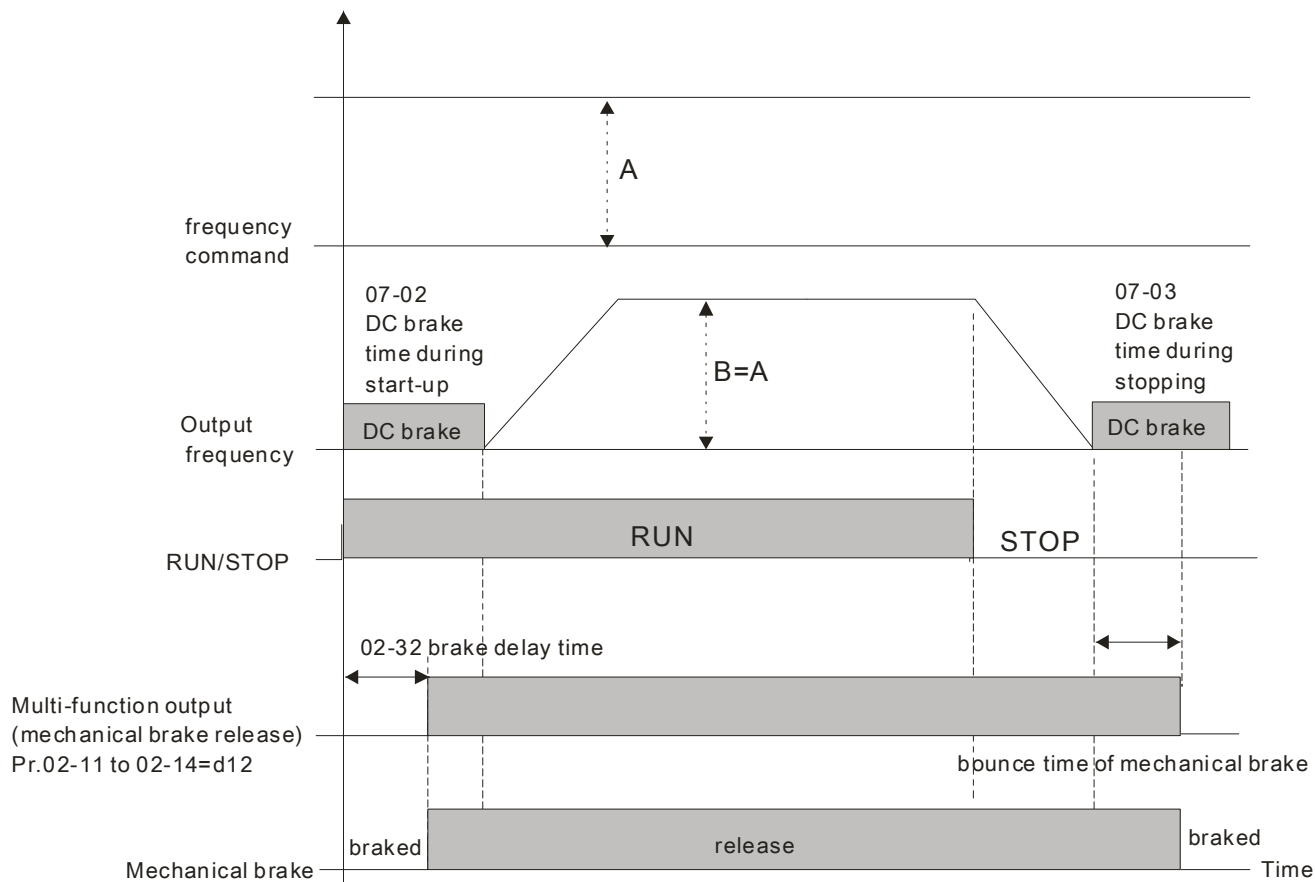 A
frequency
command
07-02
DC brake
time during
start-up
07-03
DC brake
time during
stopping
B=A
Output
frequency
DC brake
DC brake
RUN
STOP
RUN/STOP
02-32 brake delay time
Multi-function output
(mechanical brake release)
Pr.02-11 to 02-14=d12
bounce time of mechanical brake
braked
release
braked
Mechanical brake
Time